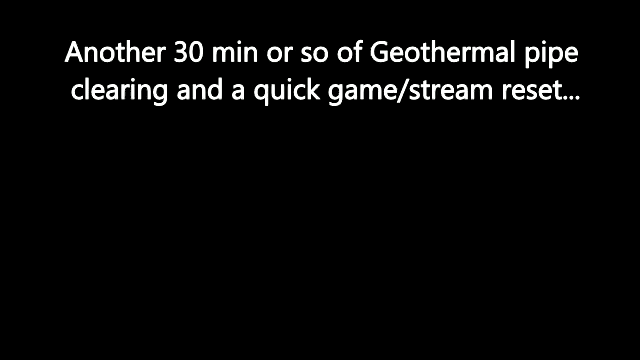 Another 30 min or so of Geothermal pipe
clearing and a quick game/stream reset...